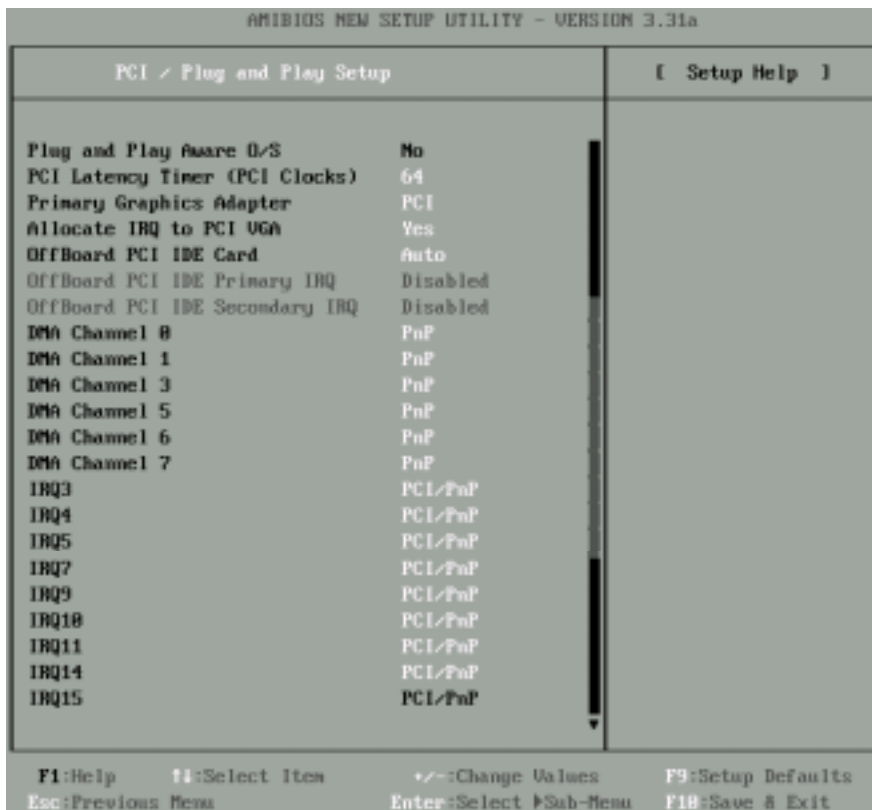 AMIBIOS NEW SETUP UTILITY - VERSION 3.31a
PCI / Plug and Play Setup
[ Setup Help ]
Plug and Play Aware O/S No
PCI Latency Timer (PCI Clocks) 64
Primary Graphics Adapter PCI
Allocate IRQ to PCI VGA Yes
OffBoard PCI IDE Card Auto
OffBoard PCI IDE Primary IRQ Disabled
OffBoard PCI IDE Secondary IRQ Disabled
DMA Channel 0 PnP
DMA Channel 1 PnP
DMA Channel 3 PnP
DMA Channel 5 PnP
DMA Channel 6 PnP
DMA Channel 7 PnP
IRQ3 PCI/PnP
IRQ4 PCI/PnP
IRQ5 PCI/PnP
IRQ7 PCI/PnP
IRQ9 PCI/PnP
IRQ10 PCI/PnP
IRQ11 PCI/PnP
IRQ14 PCI/PnP
IRQ15 PCI/PnP
F1:Help ↑↓:Select Item +/-:Change Values F9:Setup Defaults
Esc:Previous Menu Enter:Select ▶Sub-Menu F10:Save & Exit